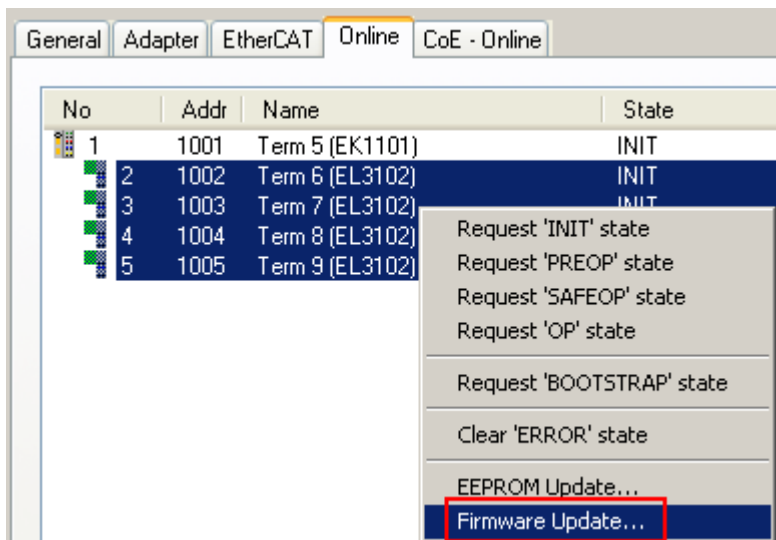 General Adapter EtherCAT Online CoE - Online
No Addr Name State
1 1001 Term 5 (EK1101) INIT
2 1002 Term 6 (EL3102) INIT
3 1003 Term 7 (EL3102) INIT
4 1004 Term 8 (EL3102)
5 1005 Term 9 (EL3102)
Request 'INIT' state
Request 'PREOP' state
Request 'SAFEOP' state
Request 'OP' state
Request 'BOOTSTRAP' state
Clear 'ERROR' state
EEPROM Update...
Firmware Update...